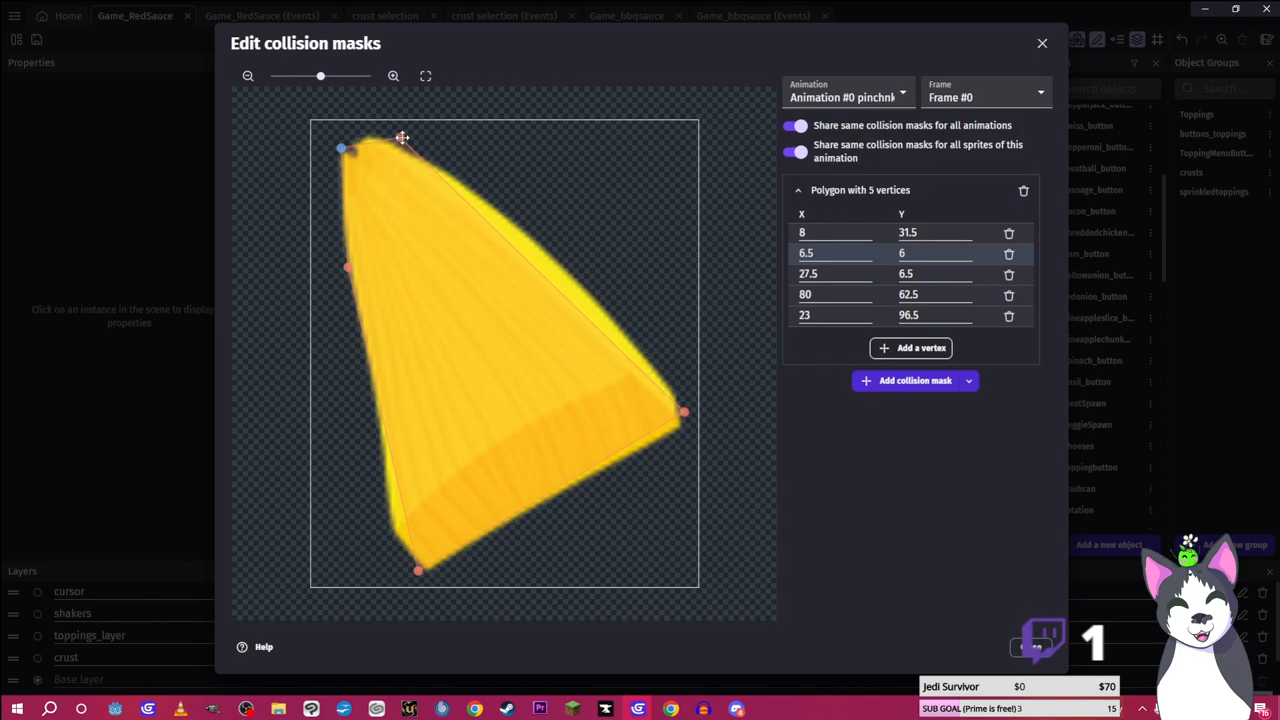 Home
Game_RedSauce
Game_RedSauce (Events)
crust selection
crust selection (Events)
Game_bbqsauce
Game_bbqsauce (Events)
Properties
Click on an instance in the scene to display
properties
Edit collision masks
Animation
Animation #0 pinchnk
Frame
Frame #0
Share same collision masks for all animations
Share same collision masks for all sprites of this
animation
Polygon with 5 vertices
X Y
8 31.5
6.5 6
27.5 6.5
80 62.5
23 96.5
Add a vertex
Add collision mask
Help
Object Groups
Search ...
Toppings
buttons_toppings
ToppingMenuButt...
crusts
sprinkledtoppings
Add a new object
Layers
cursor
shakers
toppings_layer
crust
Base layer
1
Jedi Survivor $0 $70
SUB GOAL (Prime is free!) 3 15